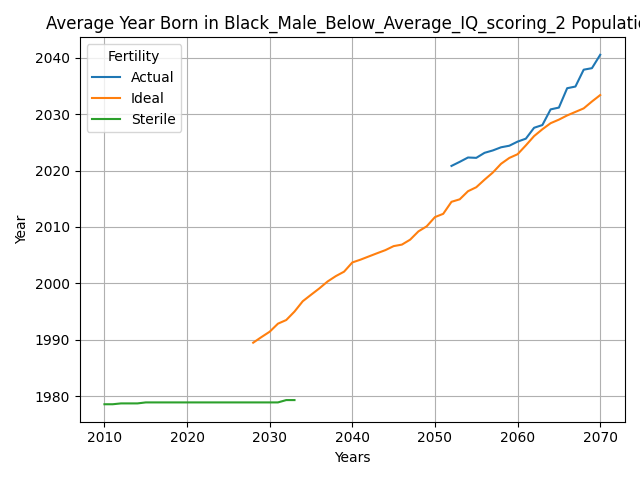 Average Year Born in Black_Male_Below_Average_IQ_scoring_2 Populatio
Fertility
Actual
Ideal
Sterile
Year
2040
2030
2020
2010
2000
1990
1980
2010 2020 2030 2040 2050 2060 2070
Years